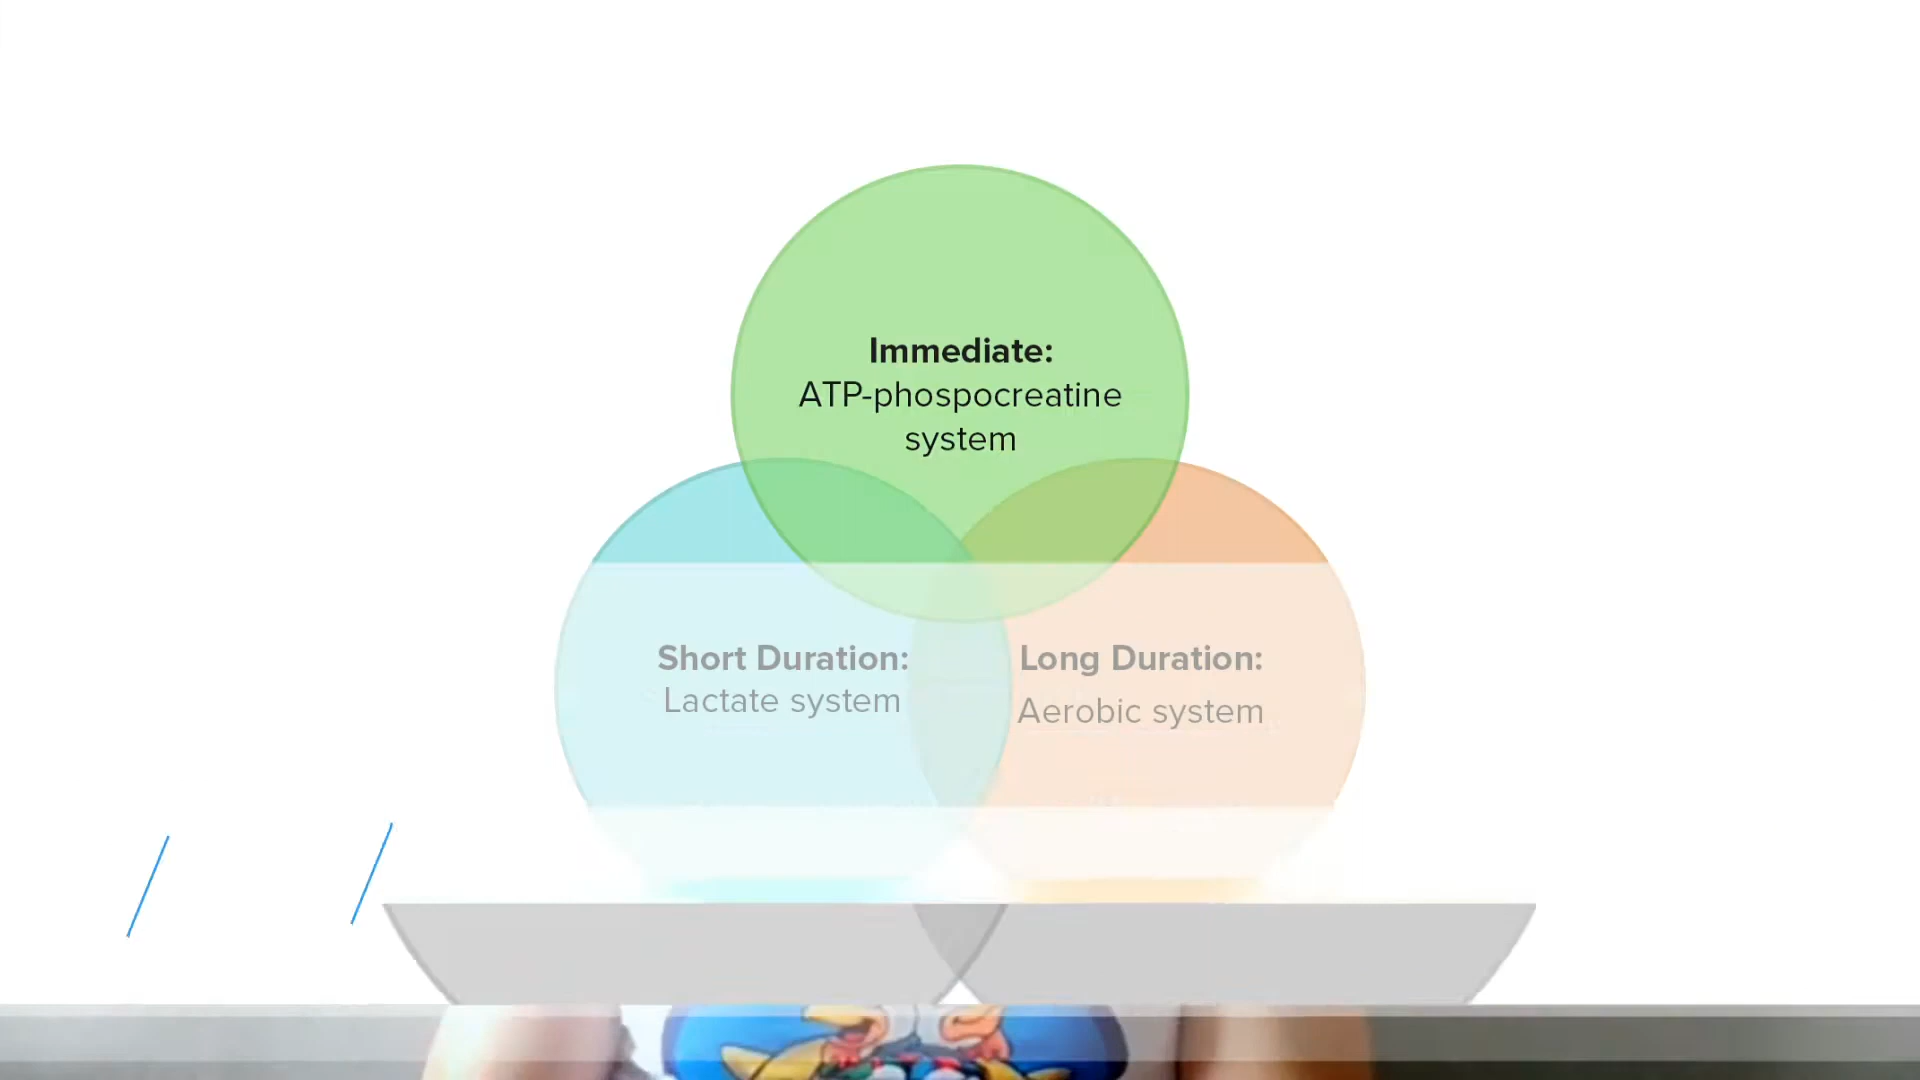 Immediate:
ATP-phospocreatine
system
Short Duration:
Lactate system
Long Duration:
Aerobic system